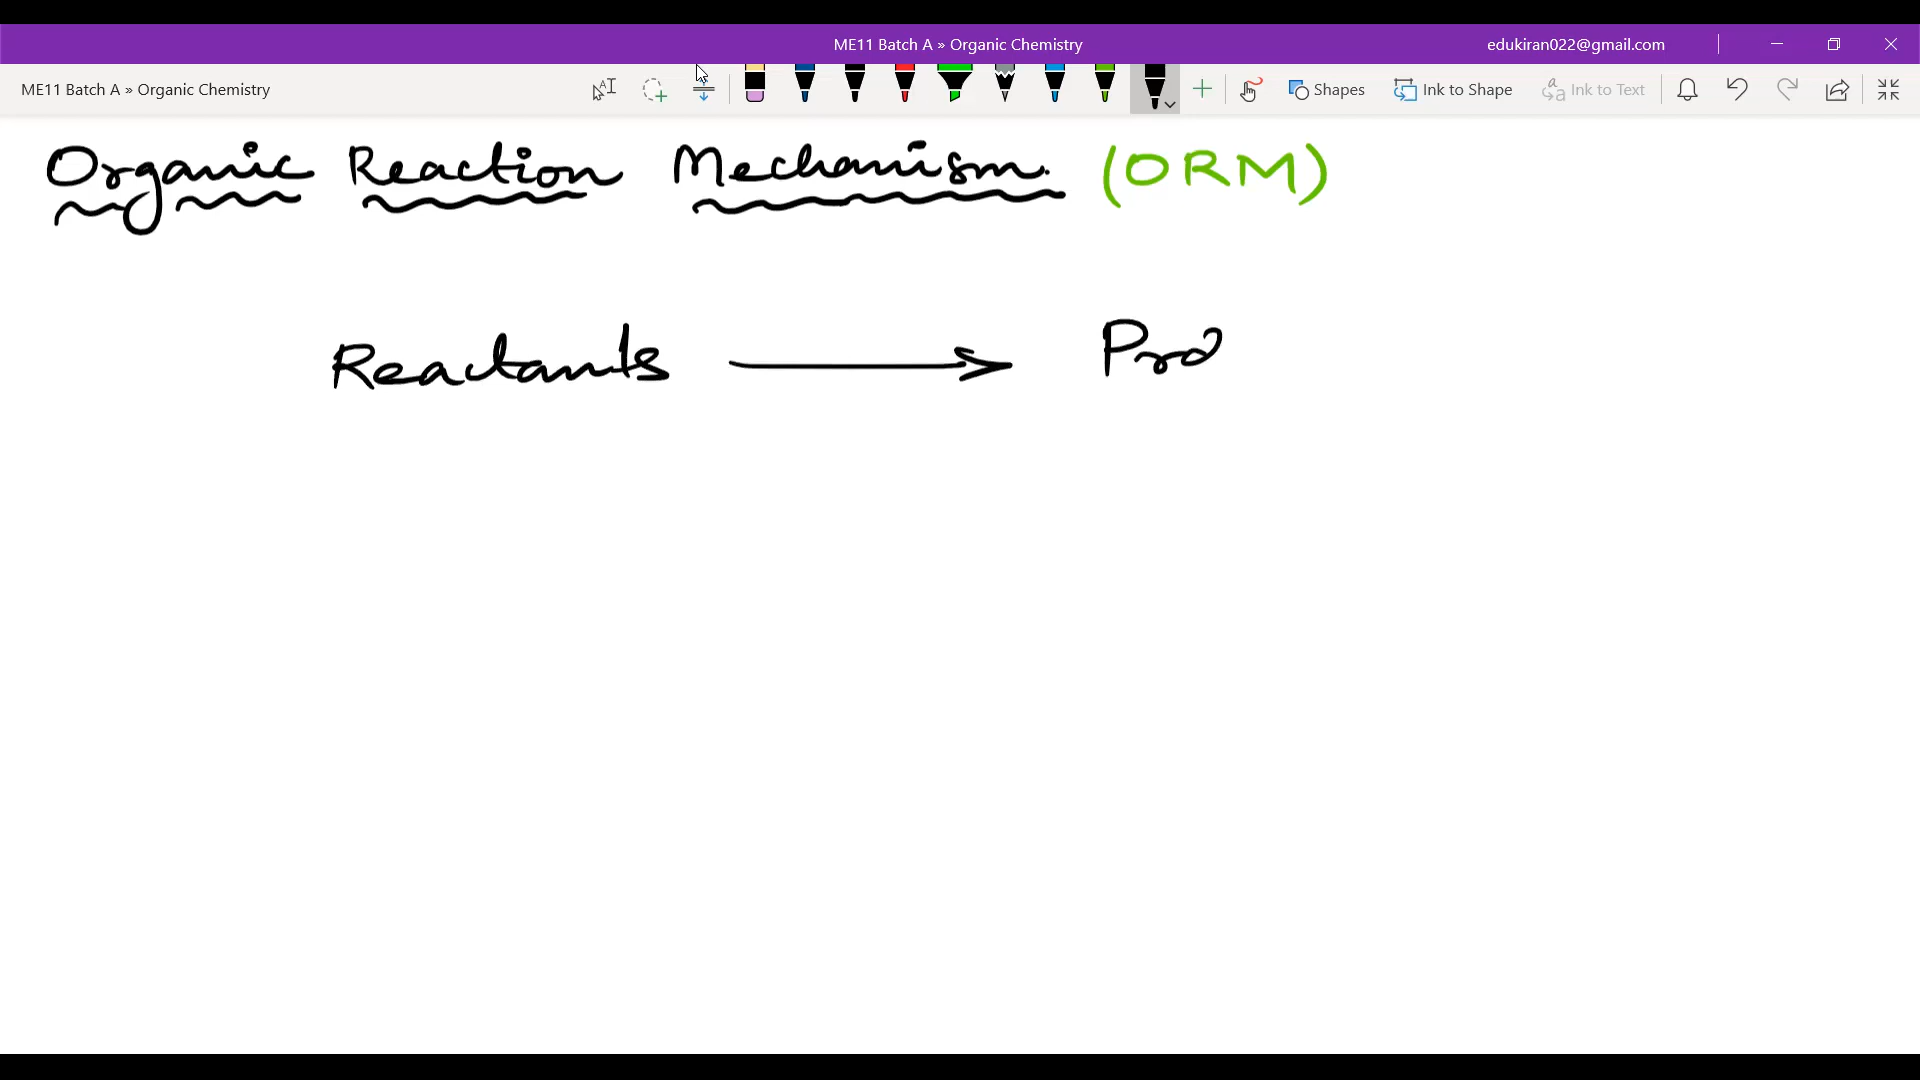 ME11 Batch A » Organic Chemistry
edukiran022@gmail.com
ME11 Batch A » Organic Chemistry
Shapes
Ink to Shape
Ink to Text
Organic Reaction Mechanism. (ORM)
Reactants → Pro